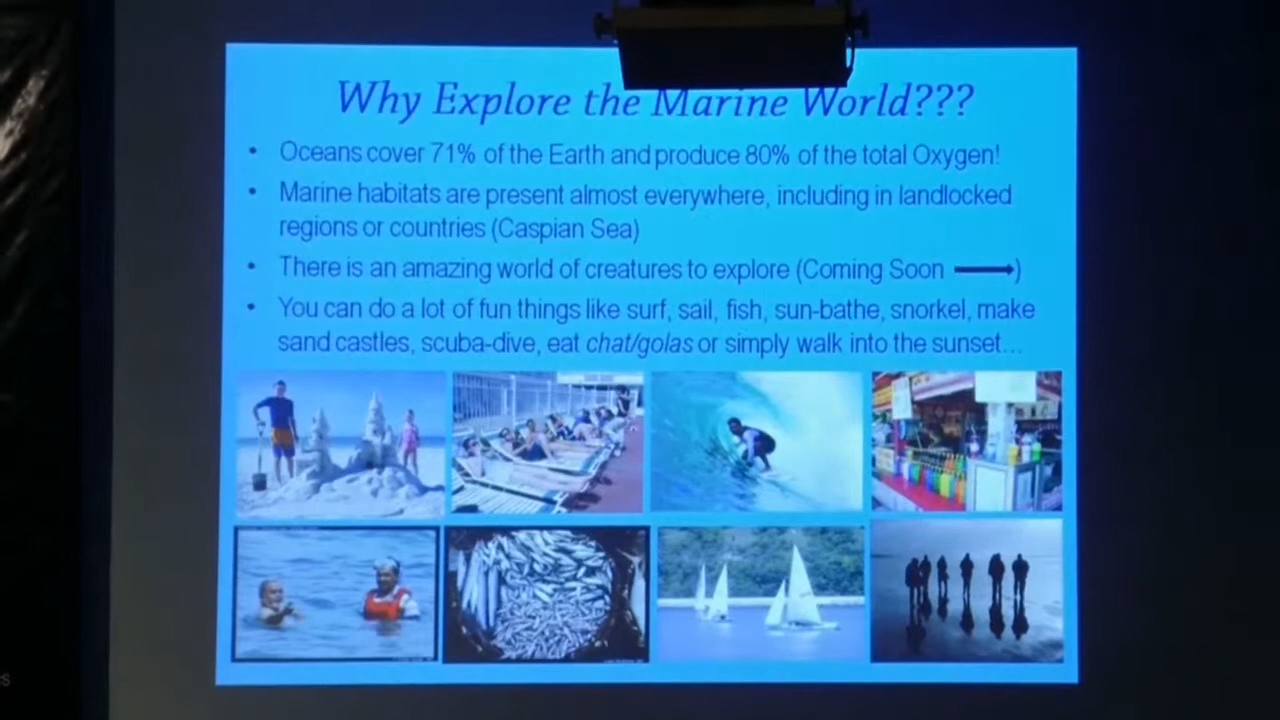 Why Explore the Marine World???
• Oceans cover 71% of the Earth and produce 80% of the total Oxygen!
• Marine habitats are present almost everywhere, including in landlocked
regions or countries (Caspian Sea)
• There is an amazing world of creatures to explore (Coming Soon ⟶)
• You can do a lot of fun things like surf, sail, fish, sun-bathe, snorkel, make
sand castles, scuba-dive, eat chat/golas or simply walk into the sunset…